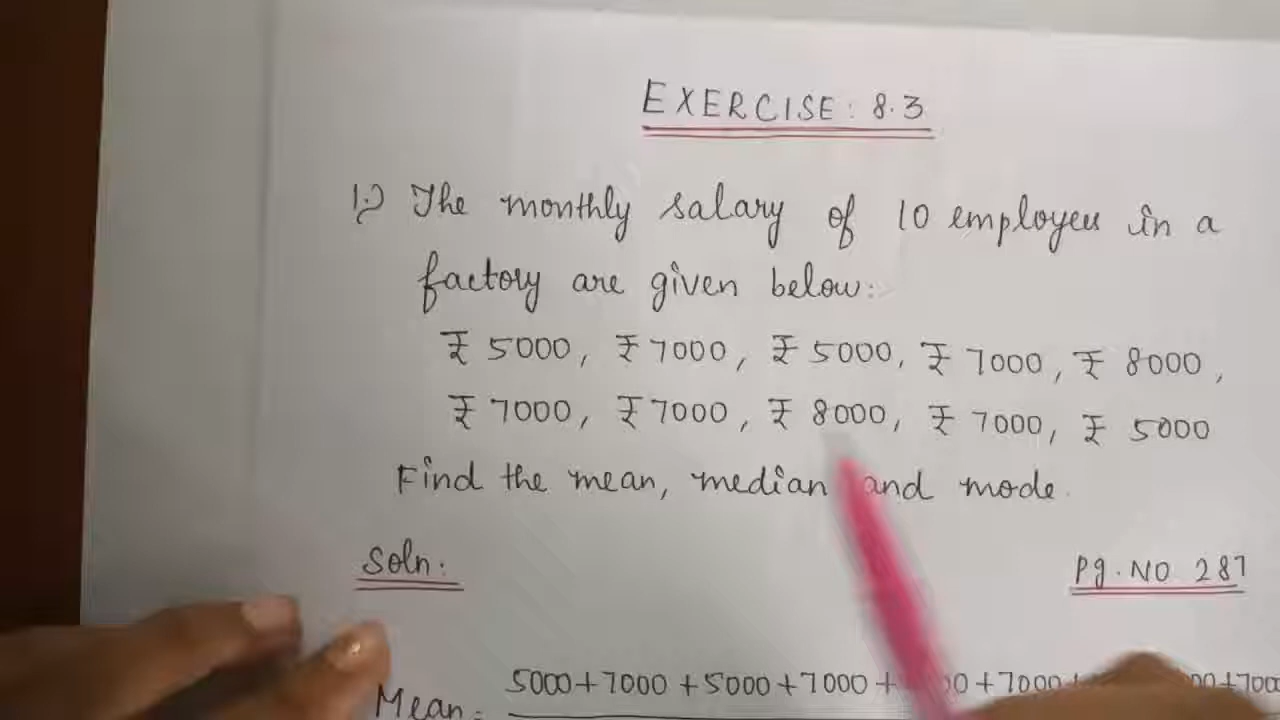 EXERCISE: 8.3
1.) The monthly salary of 10 employees in a
factory are given below:
₹ 5000, ₹ 7000, ₹ 5000, ₹ 7000, ₹ 8000,
₹ 7000, ₹ 7000, ₹ 8000, ₹ 7000, ₹ 5000
Find the mean, median and mode.
Soln:
Pg. NO 287
5000+7000+5000+7000+ +7000 +700
Mean =